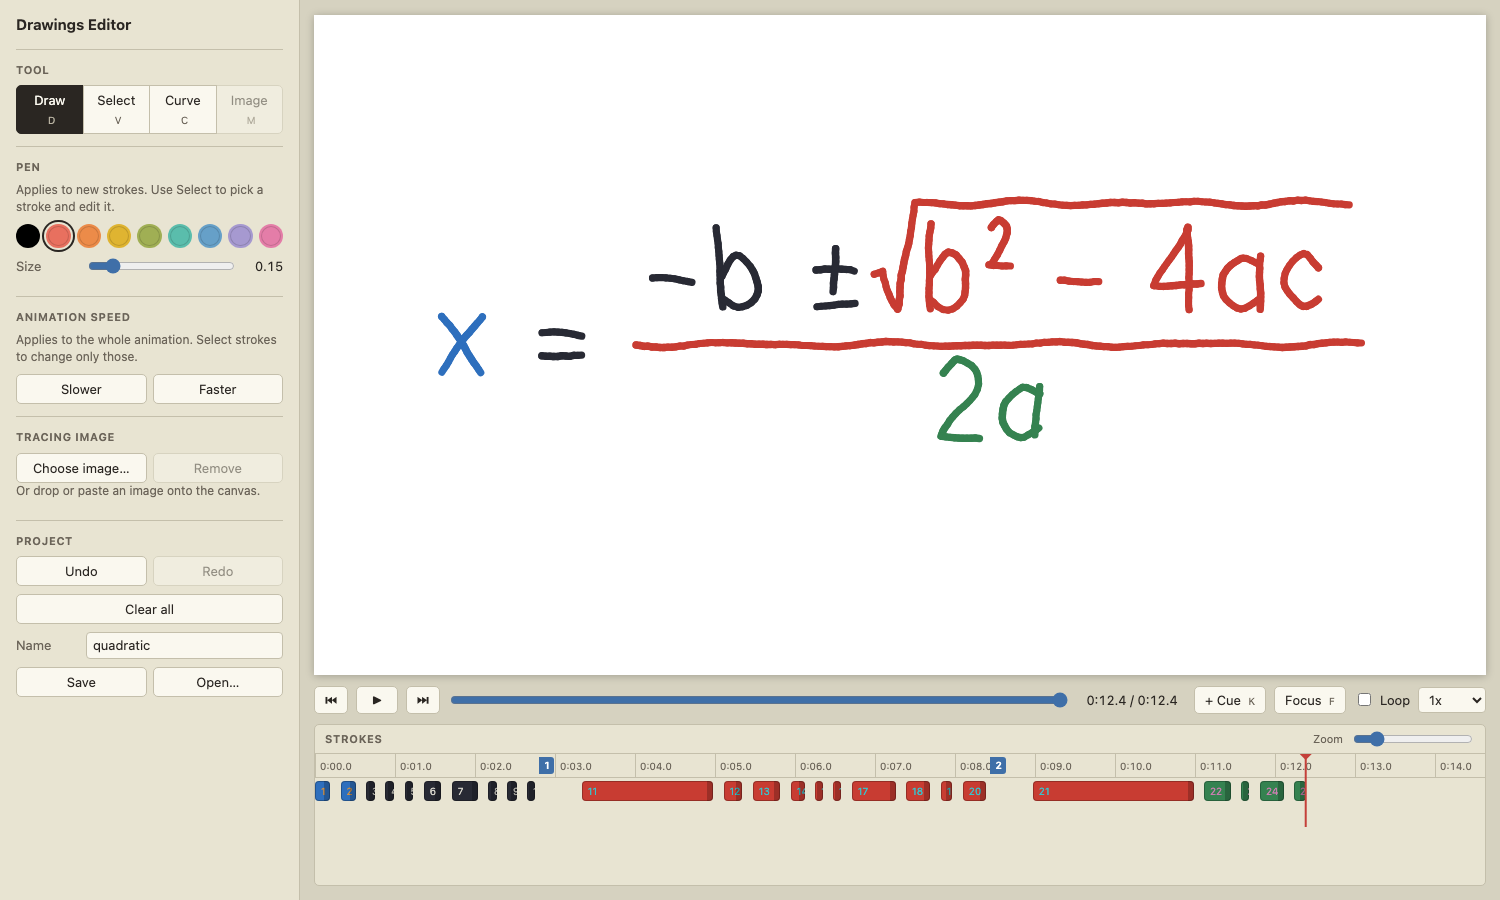 Drawings Editor
TOOL
Draw Select Curve Image
D V C M
PEN
Applies to new strokes. Use Select to pick a
stroke and edit it.
Size 0.15
ANIMATION SPEED
Applies to the whole animation. Select strokes
to change only those.
Slower Faster
TRACING IMAGE
Choose image... Remove
Or drop or paste an image onto the canvas.
PROJECT
Undo Redo
Clear all
Name quadratic
Save Open...
x = (-b ± √(b² - 4ac)) / 2a
0:12.4 / 0:12.4 + Cue K Focus F Loop 1x
STROKES Zoom
0:00.0 0:01.0 0:02.0 1 0:03.0 0:04.0 0:05.0 0:06.0 0:07.0 0:08.0 2 0:09.0 0:10.0 0:11.0 0:12.0 0:13.0 0:14.0
1 2 6 7 11 12 13 17 18 20 21 22 24